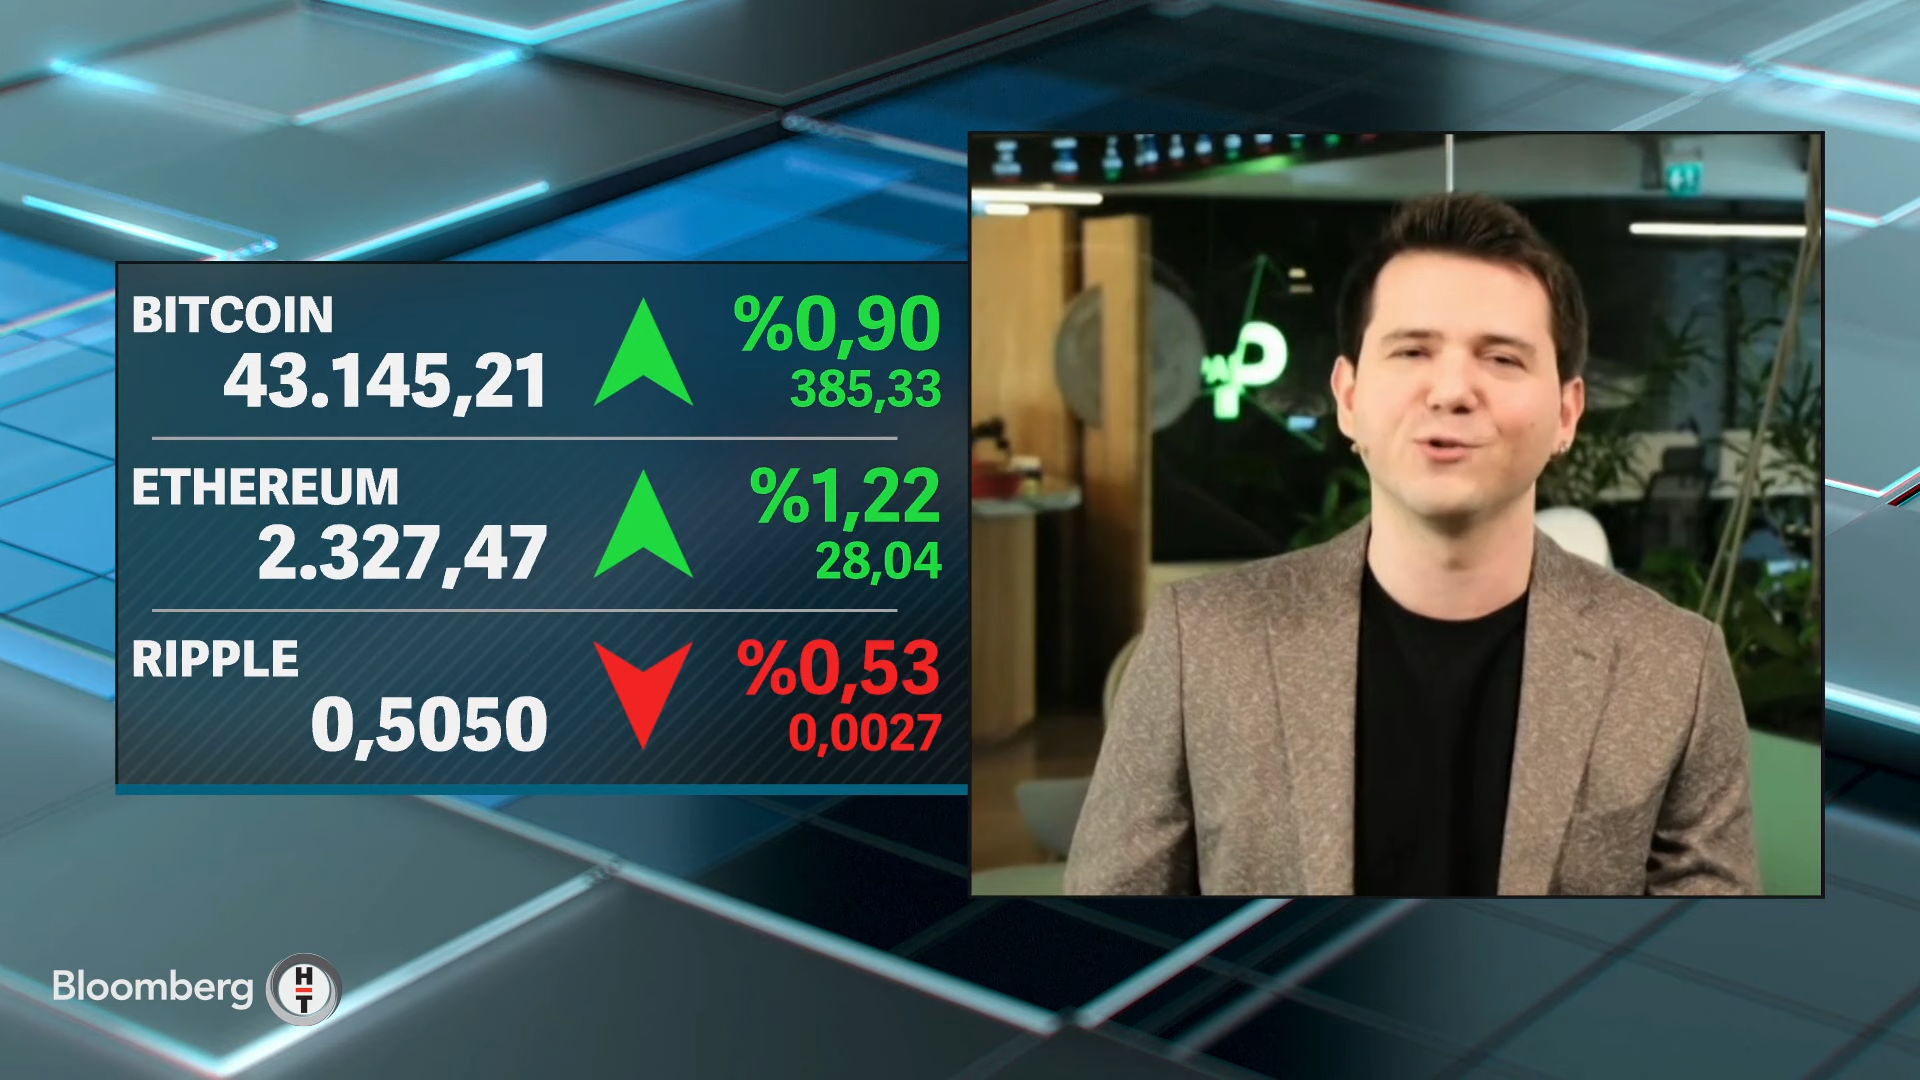 BITCOIN
43.145,21
%0,90
385,33
ETHEREUM
2.327,47
%1,22
28,04
RIPPLE
0,5050
%0,53
0,0027
Bloomberg HT